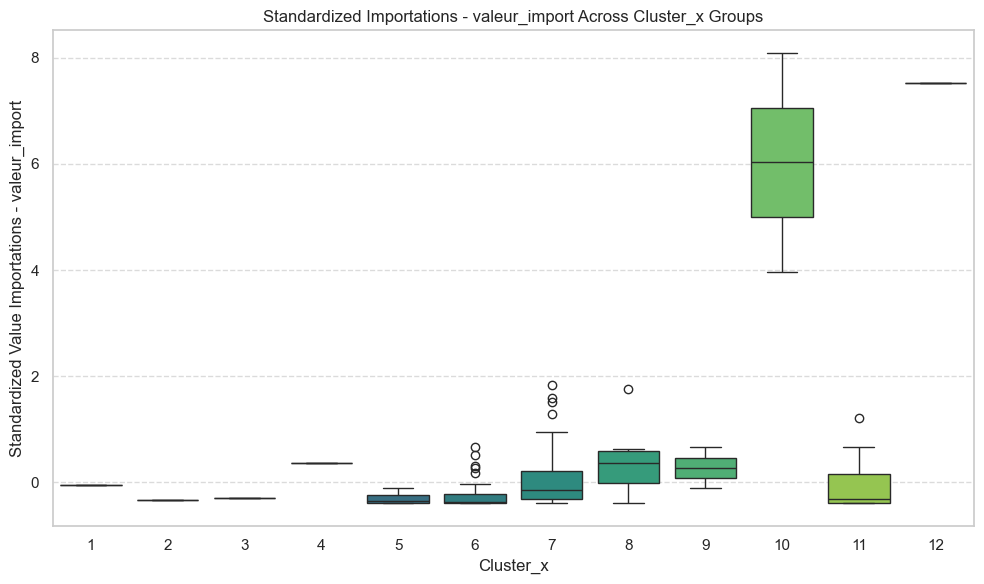 Standardized Importations - valeur_import Across Cluster_x Groups
Standardized Value Importations - valeur_import
8
6
4
2
0
1 2 3 4 5 6 7 8 9 10 11 12
Cluster_x